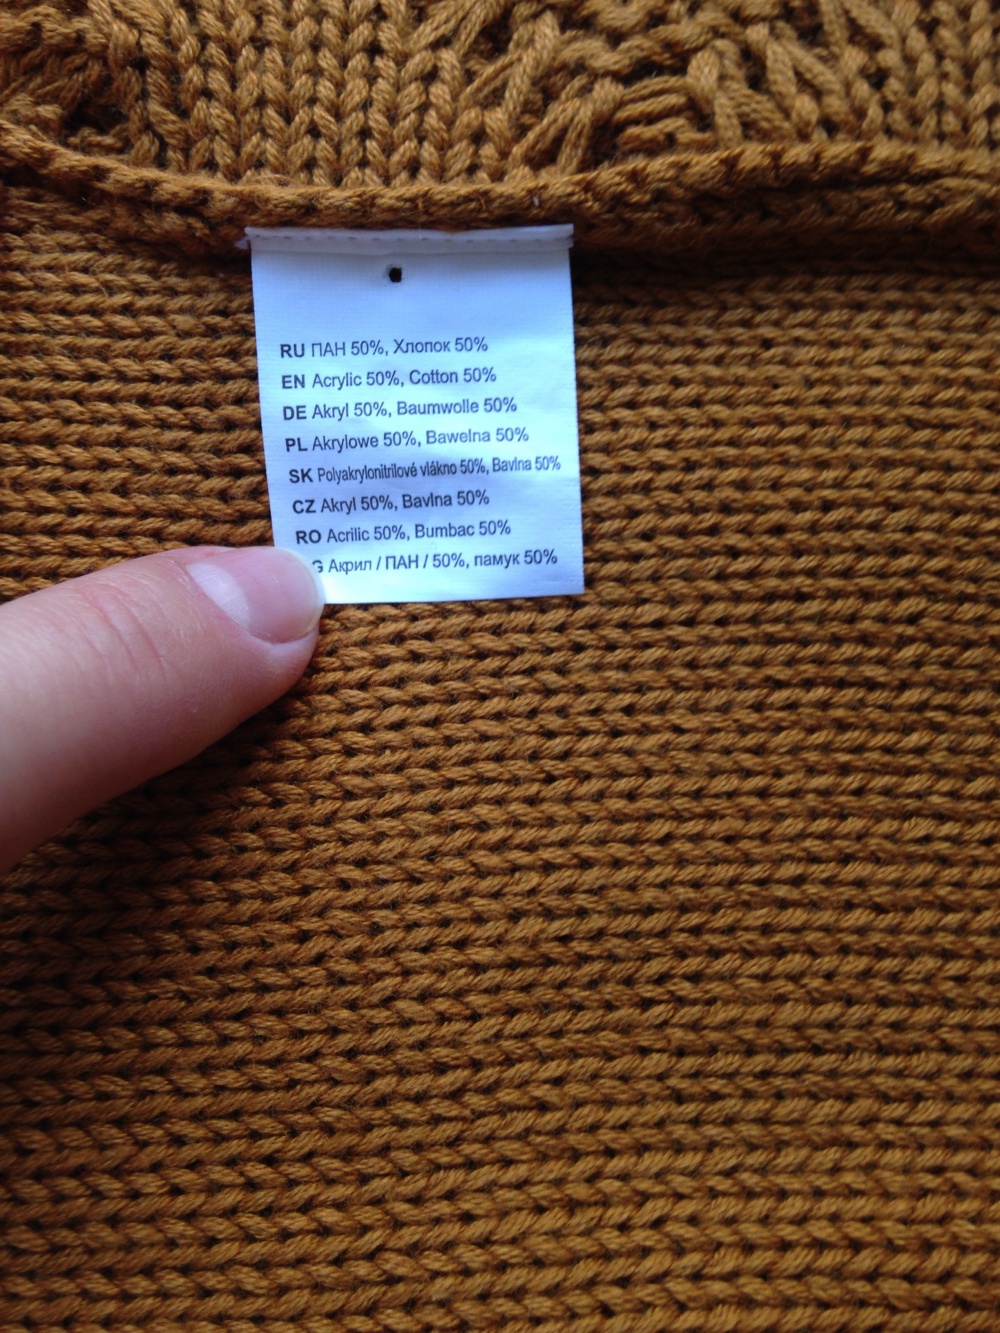 RU ПАН 50%, Хлопок 50%
EN Acrylic 50%, Cotton 50%
DE Akryl 50%, Baumwolle 50%
PL Akrylowe 50%, Bawełna 50%
SK Polyakrylonitrilové vlákno 50%, Bavlna 50%
CZ Akryl 50%, Bavlna 50%
RO Acrilic 50%, Bumbac 50%
G Акрил / ПАН / 50%, памук 50%